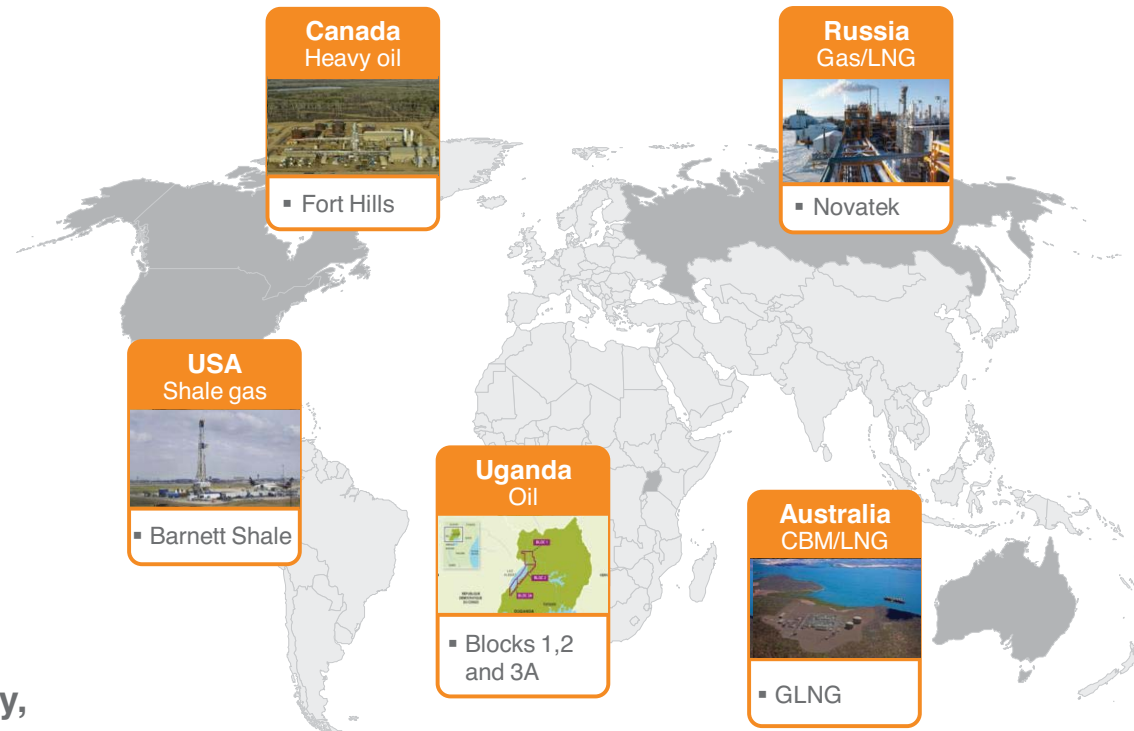 Canada
Heavy oil
▪ Fort Hills
Russia
Gas/LNG
▪ Novatek
USA
Shale gas
▪ Barnett Shale
Uganda
Oil
▪ Blocks 1,2
and 3A
Australia
CBM/LNG
▪ GLNG
y,